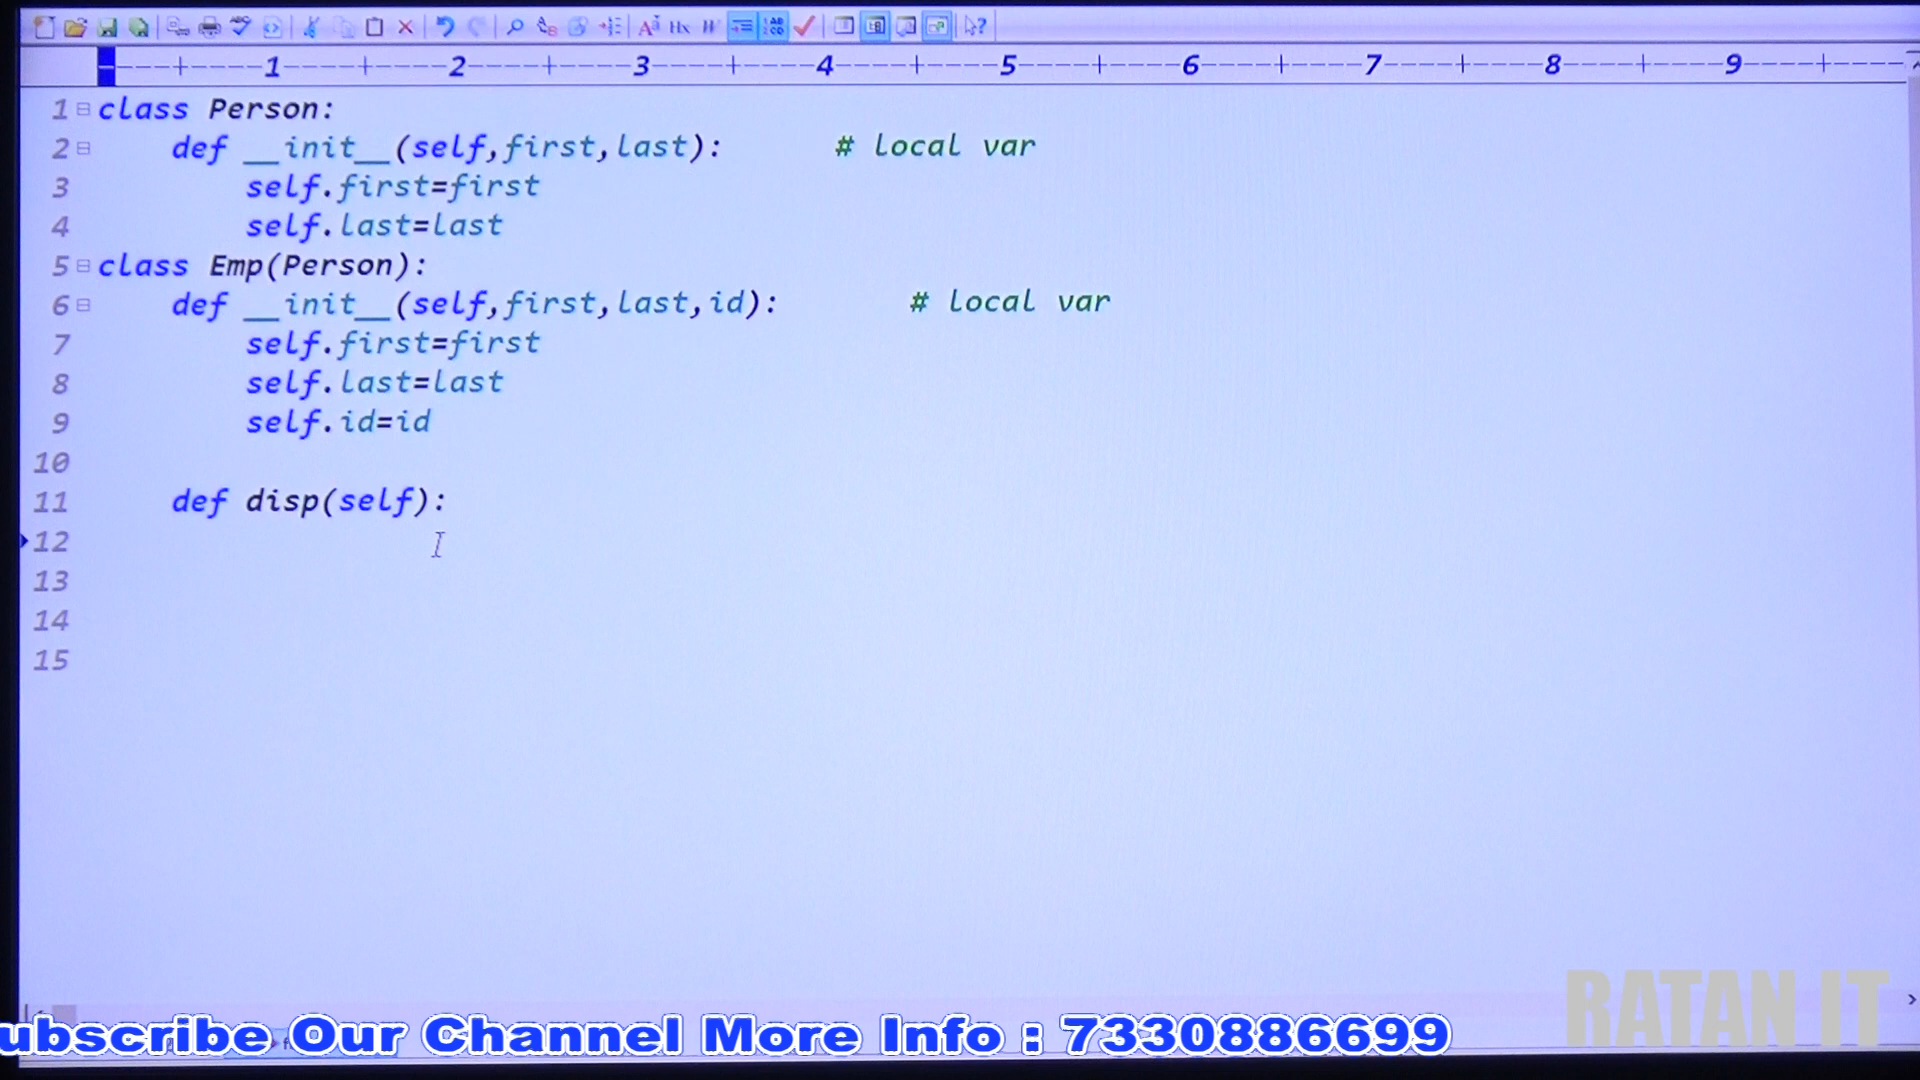 ----+----1----+----2----+----3----+----4----+----5----+----6----+----7----+----8----+----9----+----
1 class Person:
2 def __init__(self,first,last): # local var
3 self.first=first
4 self.last=last
5 class Emp(Person):
6 def __init__(self,first,last,id): # local var
7 self.first=first
8 self.last=last
9 self.id=id
10
11 def disp(self):
12
13
14
15
RATAN IT
ubscribe Our Channel More Info : 7330886699